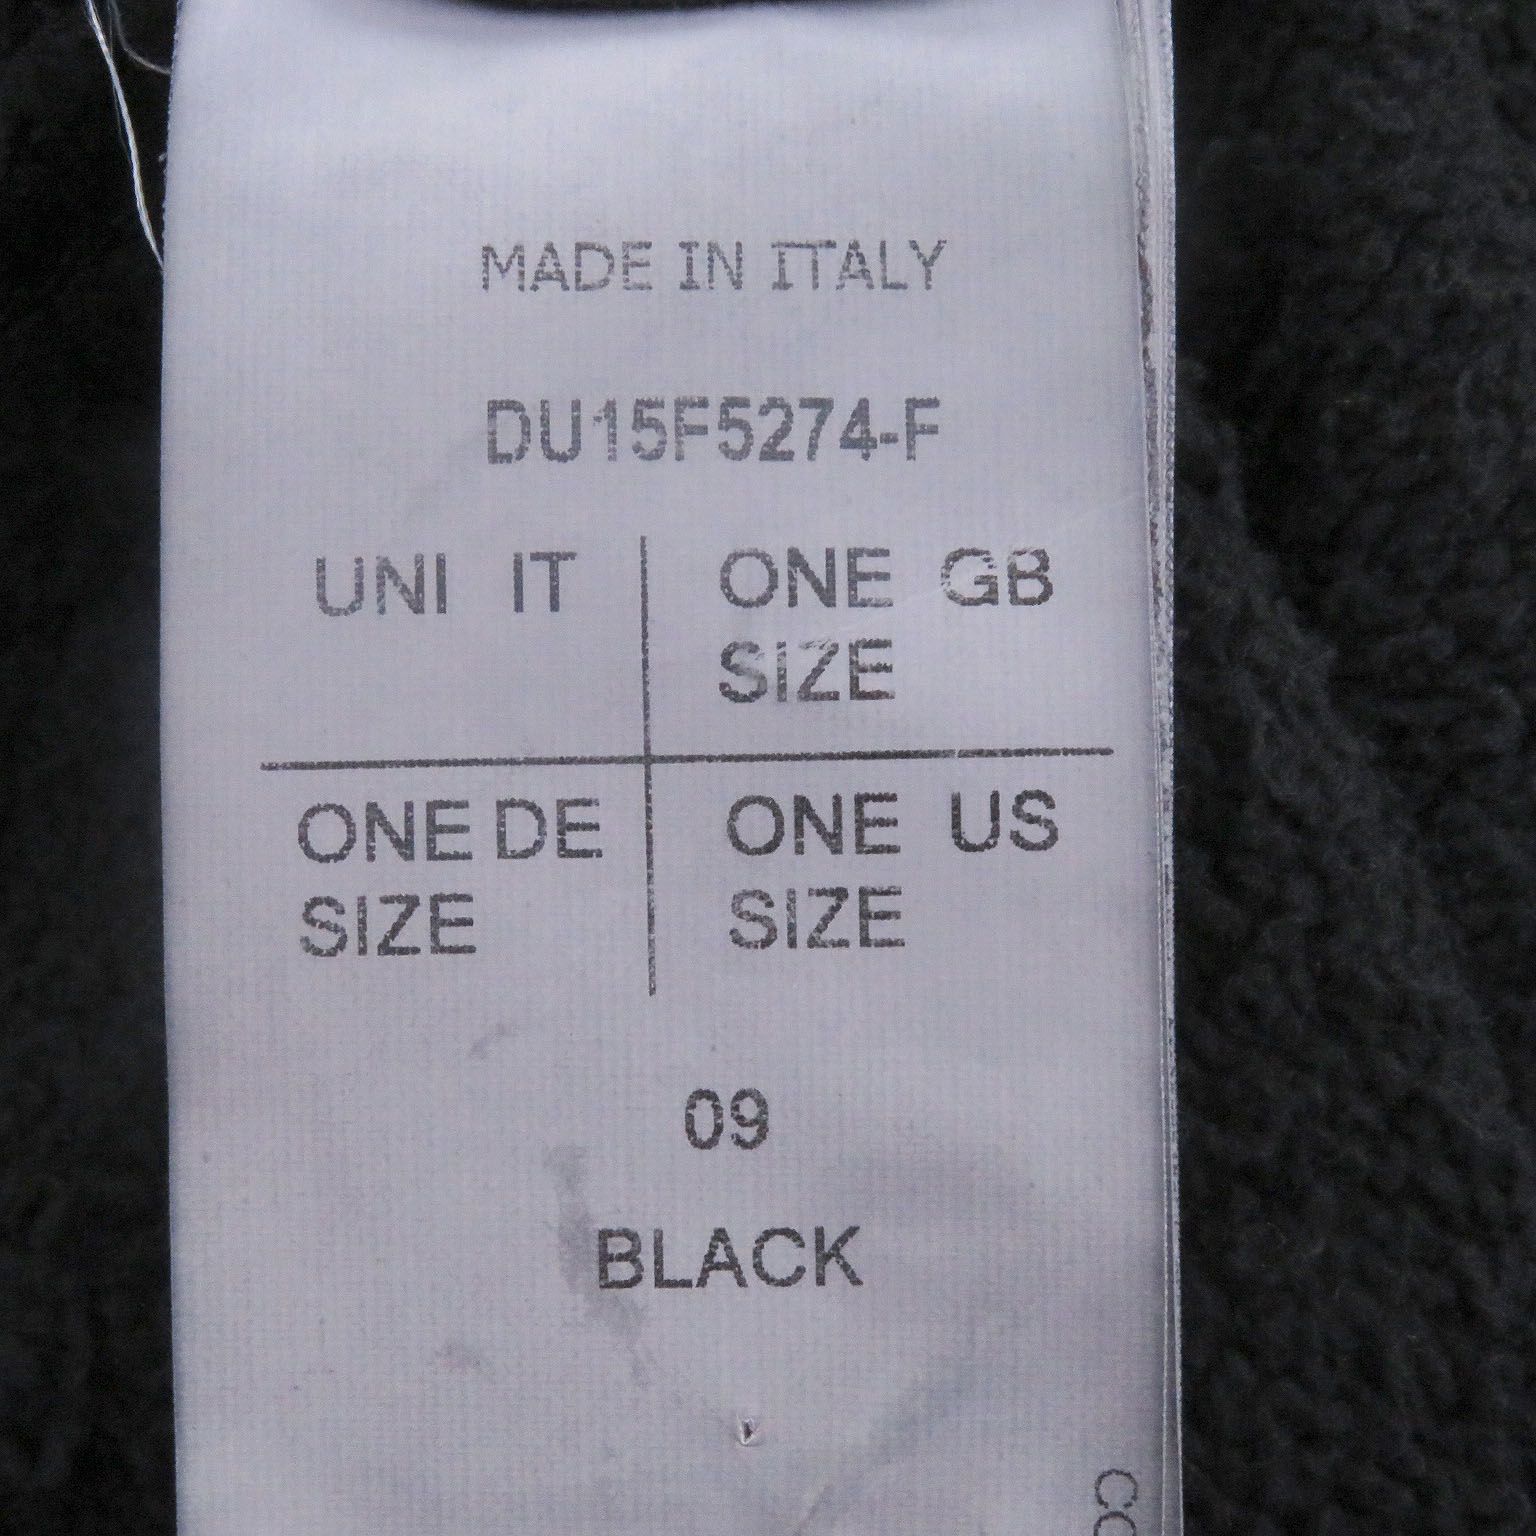 MADE IN ITALY
DU15F5274-F
UNI IT
ONE GB
SIZE
ONE DE
SIZE
ONE US
SIZE
09
BLACK